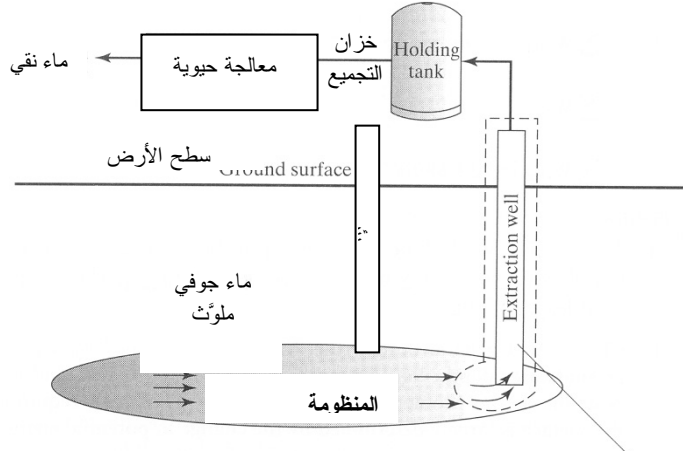 خزان
التجميع
Holding
tank
معالجة حيوية
ماء نقي
سطح الأرض
Ground surface
Extraction well
ماء جوفي
ملوَّث
المنظومة